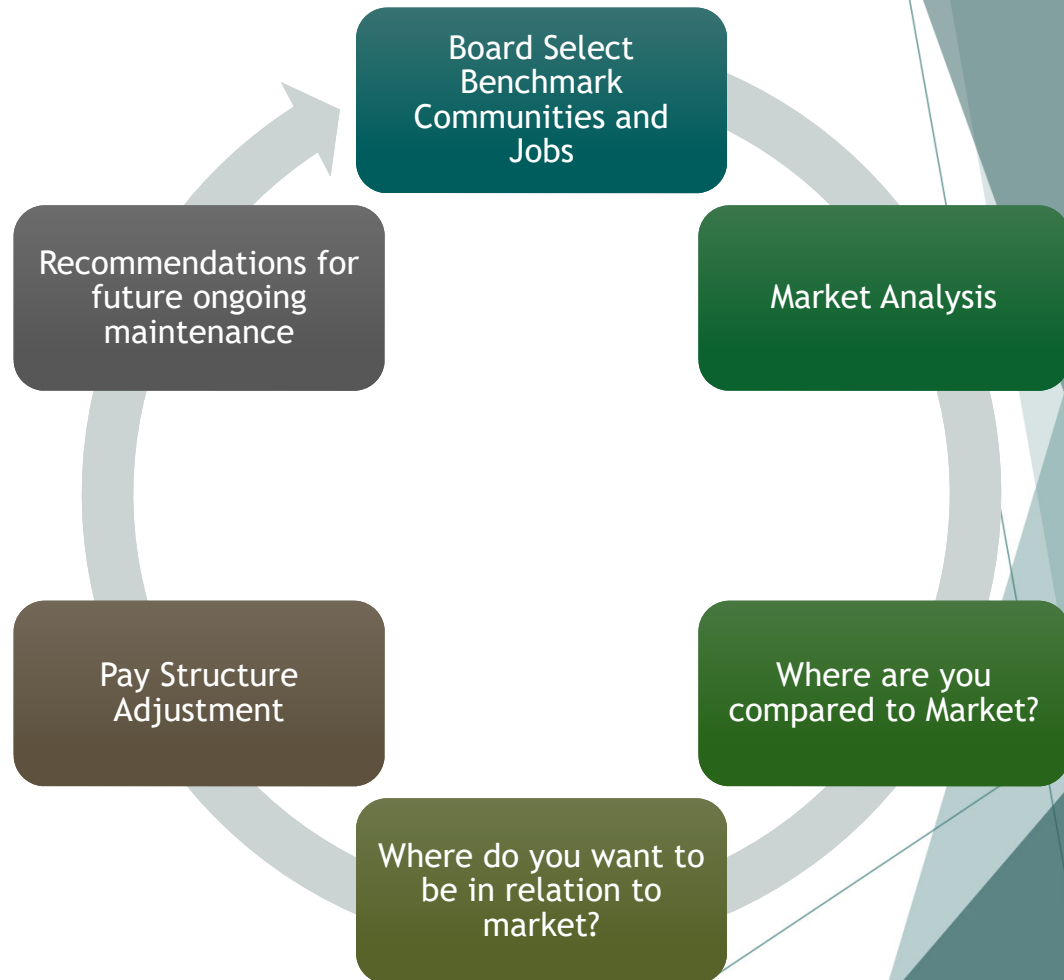 Board Select
Benchmark
Communities and
Jobs
Market Analysis
Where are you
compared to Market?
Where do you want to
be in relation to
market?
Pay Structure
Adjustment
Recommendations for
future ongoing
maintenance